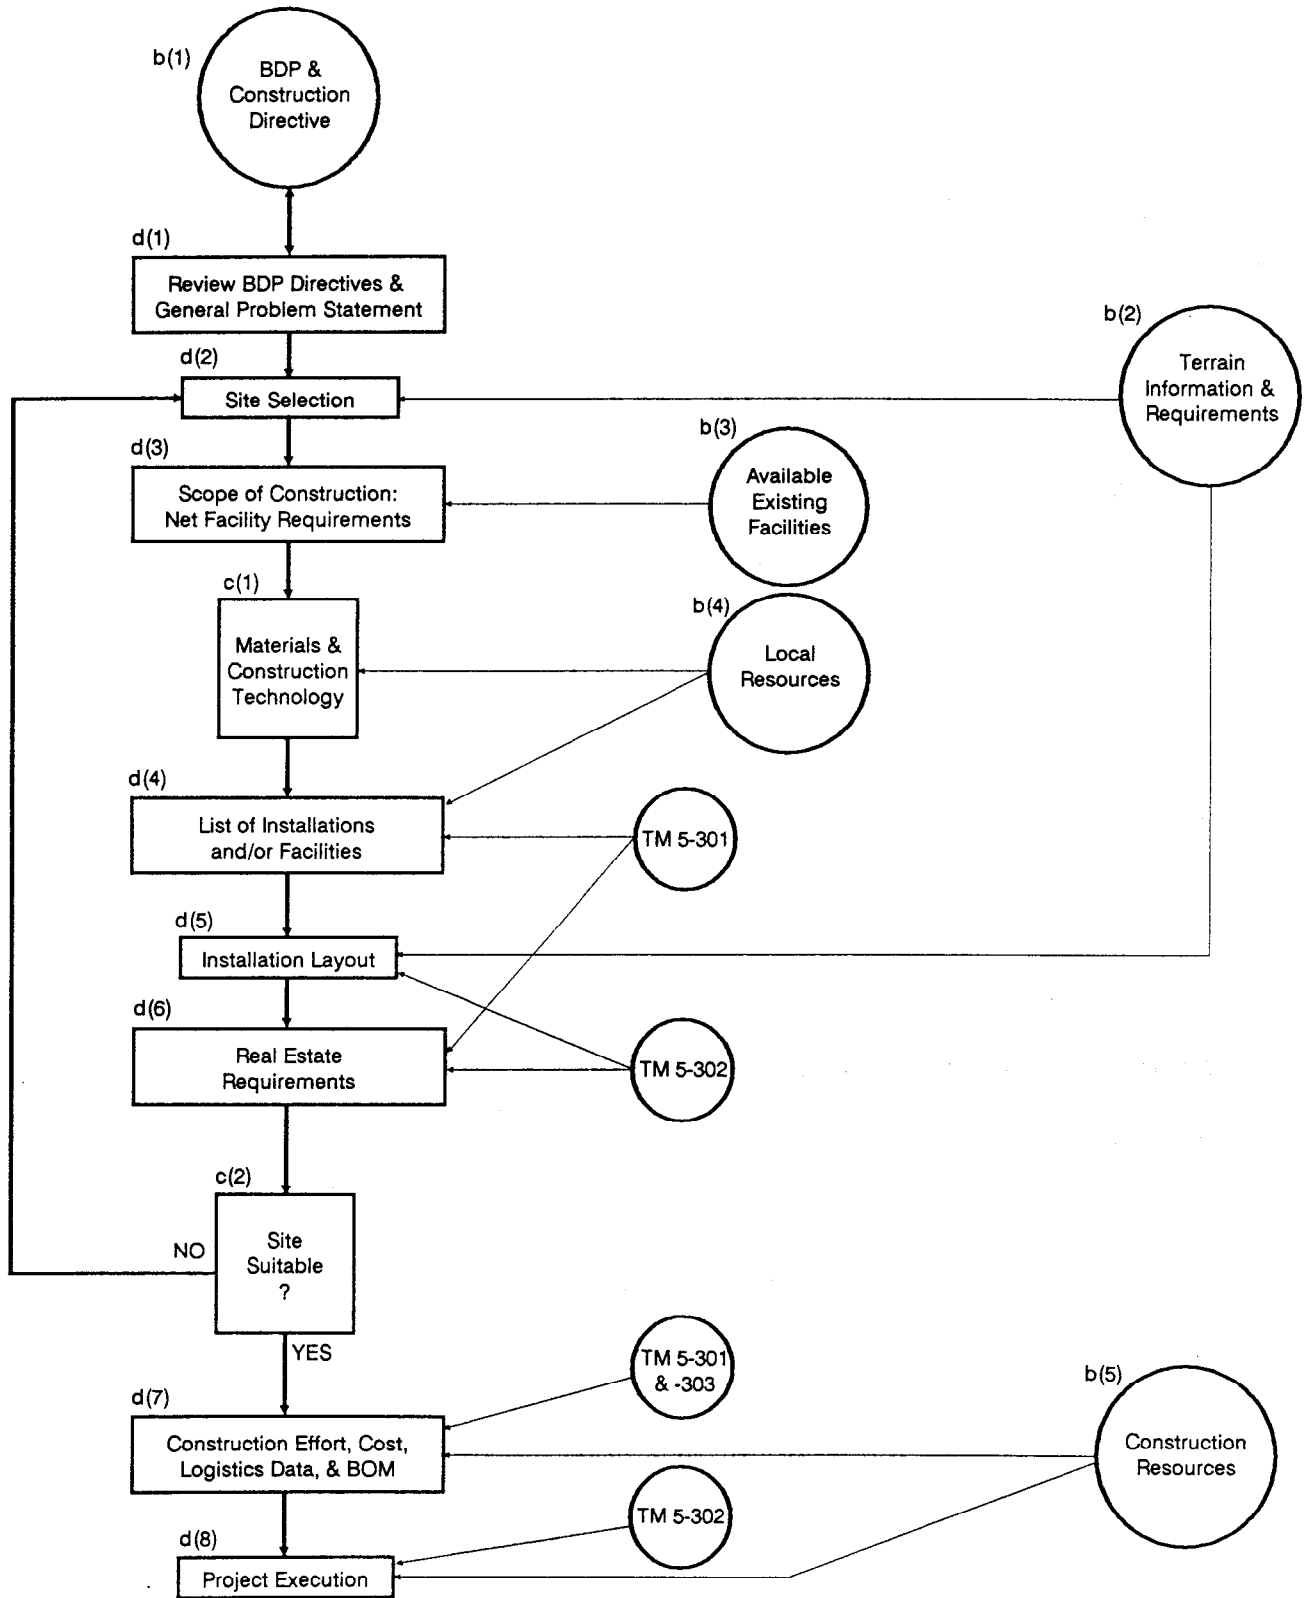 b(1)
BDP &
Construction
Directive
d(1)
Review BDP Directives &
General Problem Statement
b(2)
Terrain
Information &
Requirements
d(2)
Site Selection
b(3)
Available
Existing
Facilities
d(3)
Scope of Construction:
Net Facility Requirements
c(1)
Materials &
Construction
Technology
b(4)
Local
Resources
d(4)
List of Installations
and/or Facilities
TM 5-301
d(5)
Installation Layout
d(6)
Real Estate
Requirements
TM 5-302
c(2)
Site
Suitable
?
NO
YES
TM 5-301
& -303
b(5)
Construction
Resources
d(7)
Construction Effort, Cost,
Logistics Data, & BOM
TM 5-302
d(8)
Project Execution